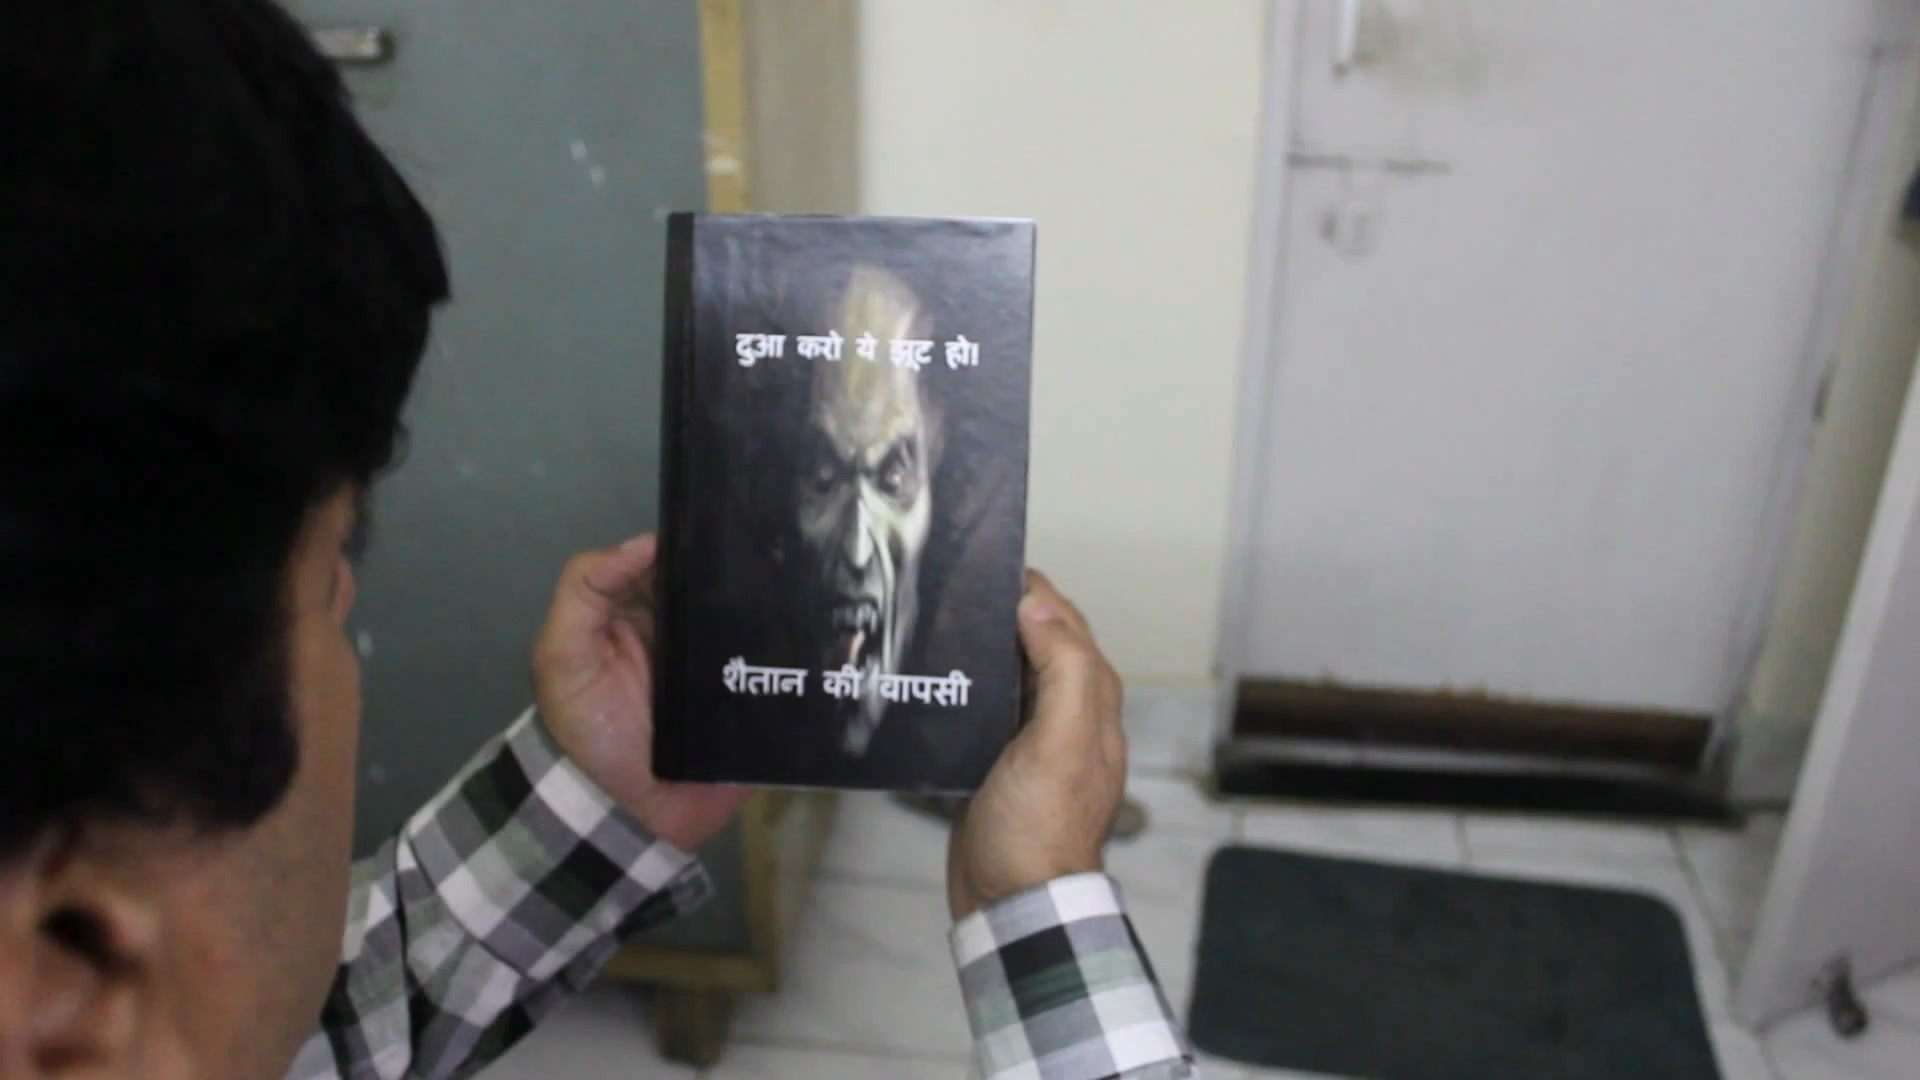 दुआ करो ये झूट हो।
शैतान की वापसी